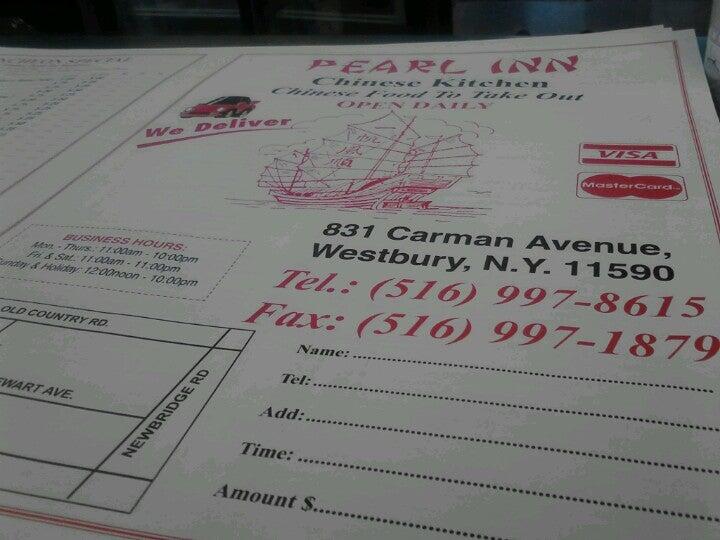 SPECIAL
PEARL INN
Chinese Kitchen
Chinese Food To Take Out
OPEN DAILY
We Deliver
VISA
MasterCard
831 Carman Avenue,
Westbury, N.Y. 11590
Tel.: (516) 997-8615
Fax: (516) 997-1879
BUSINESS HOURS:
Mon. - Thurs.: 11:00am - 10:00pm
Fri. & Sat.: 11:00am - 11:00pm
Sunday & Holiday: 12:00noon - 10:00pm
OLD COUNTRY RD.
EWART AVE.
NEWBRIDGE RD
Name:
Tel:
Add:
Time:
Amount $